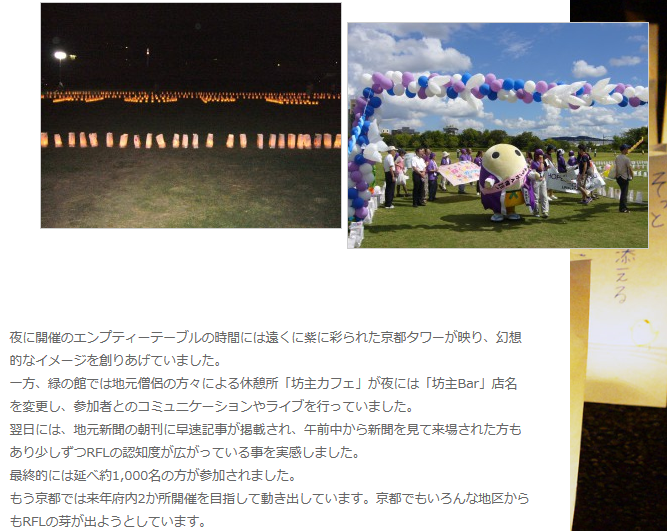 そっと
添える
夜に開催のエンプティーテーブルの時間には遠くに紫に彩られた京都タワーが映り、幻想
的なイメージを創りあげていました。
一方、緑の館では地元僧侶の方々による休憩所「坊主カフェ」が夜には「坊主Bar」店名
を変更し、参加者とのコミュニケーションやライブを行っていました。
翌日には、地元新聞の朝刊に早速記事が掲載され、午前中から新聞を見て来場された方も
あり少しずつRFLの認知度が広がっている事を実感しました。
最終的には延べ約1,000名の方が参加されました。
もう京都では来年府内2か所開催を目指して動き出しています。京都でもいろんな地区から
もRFLの芽が出ようとしています。